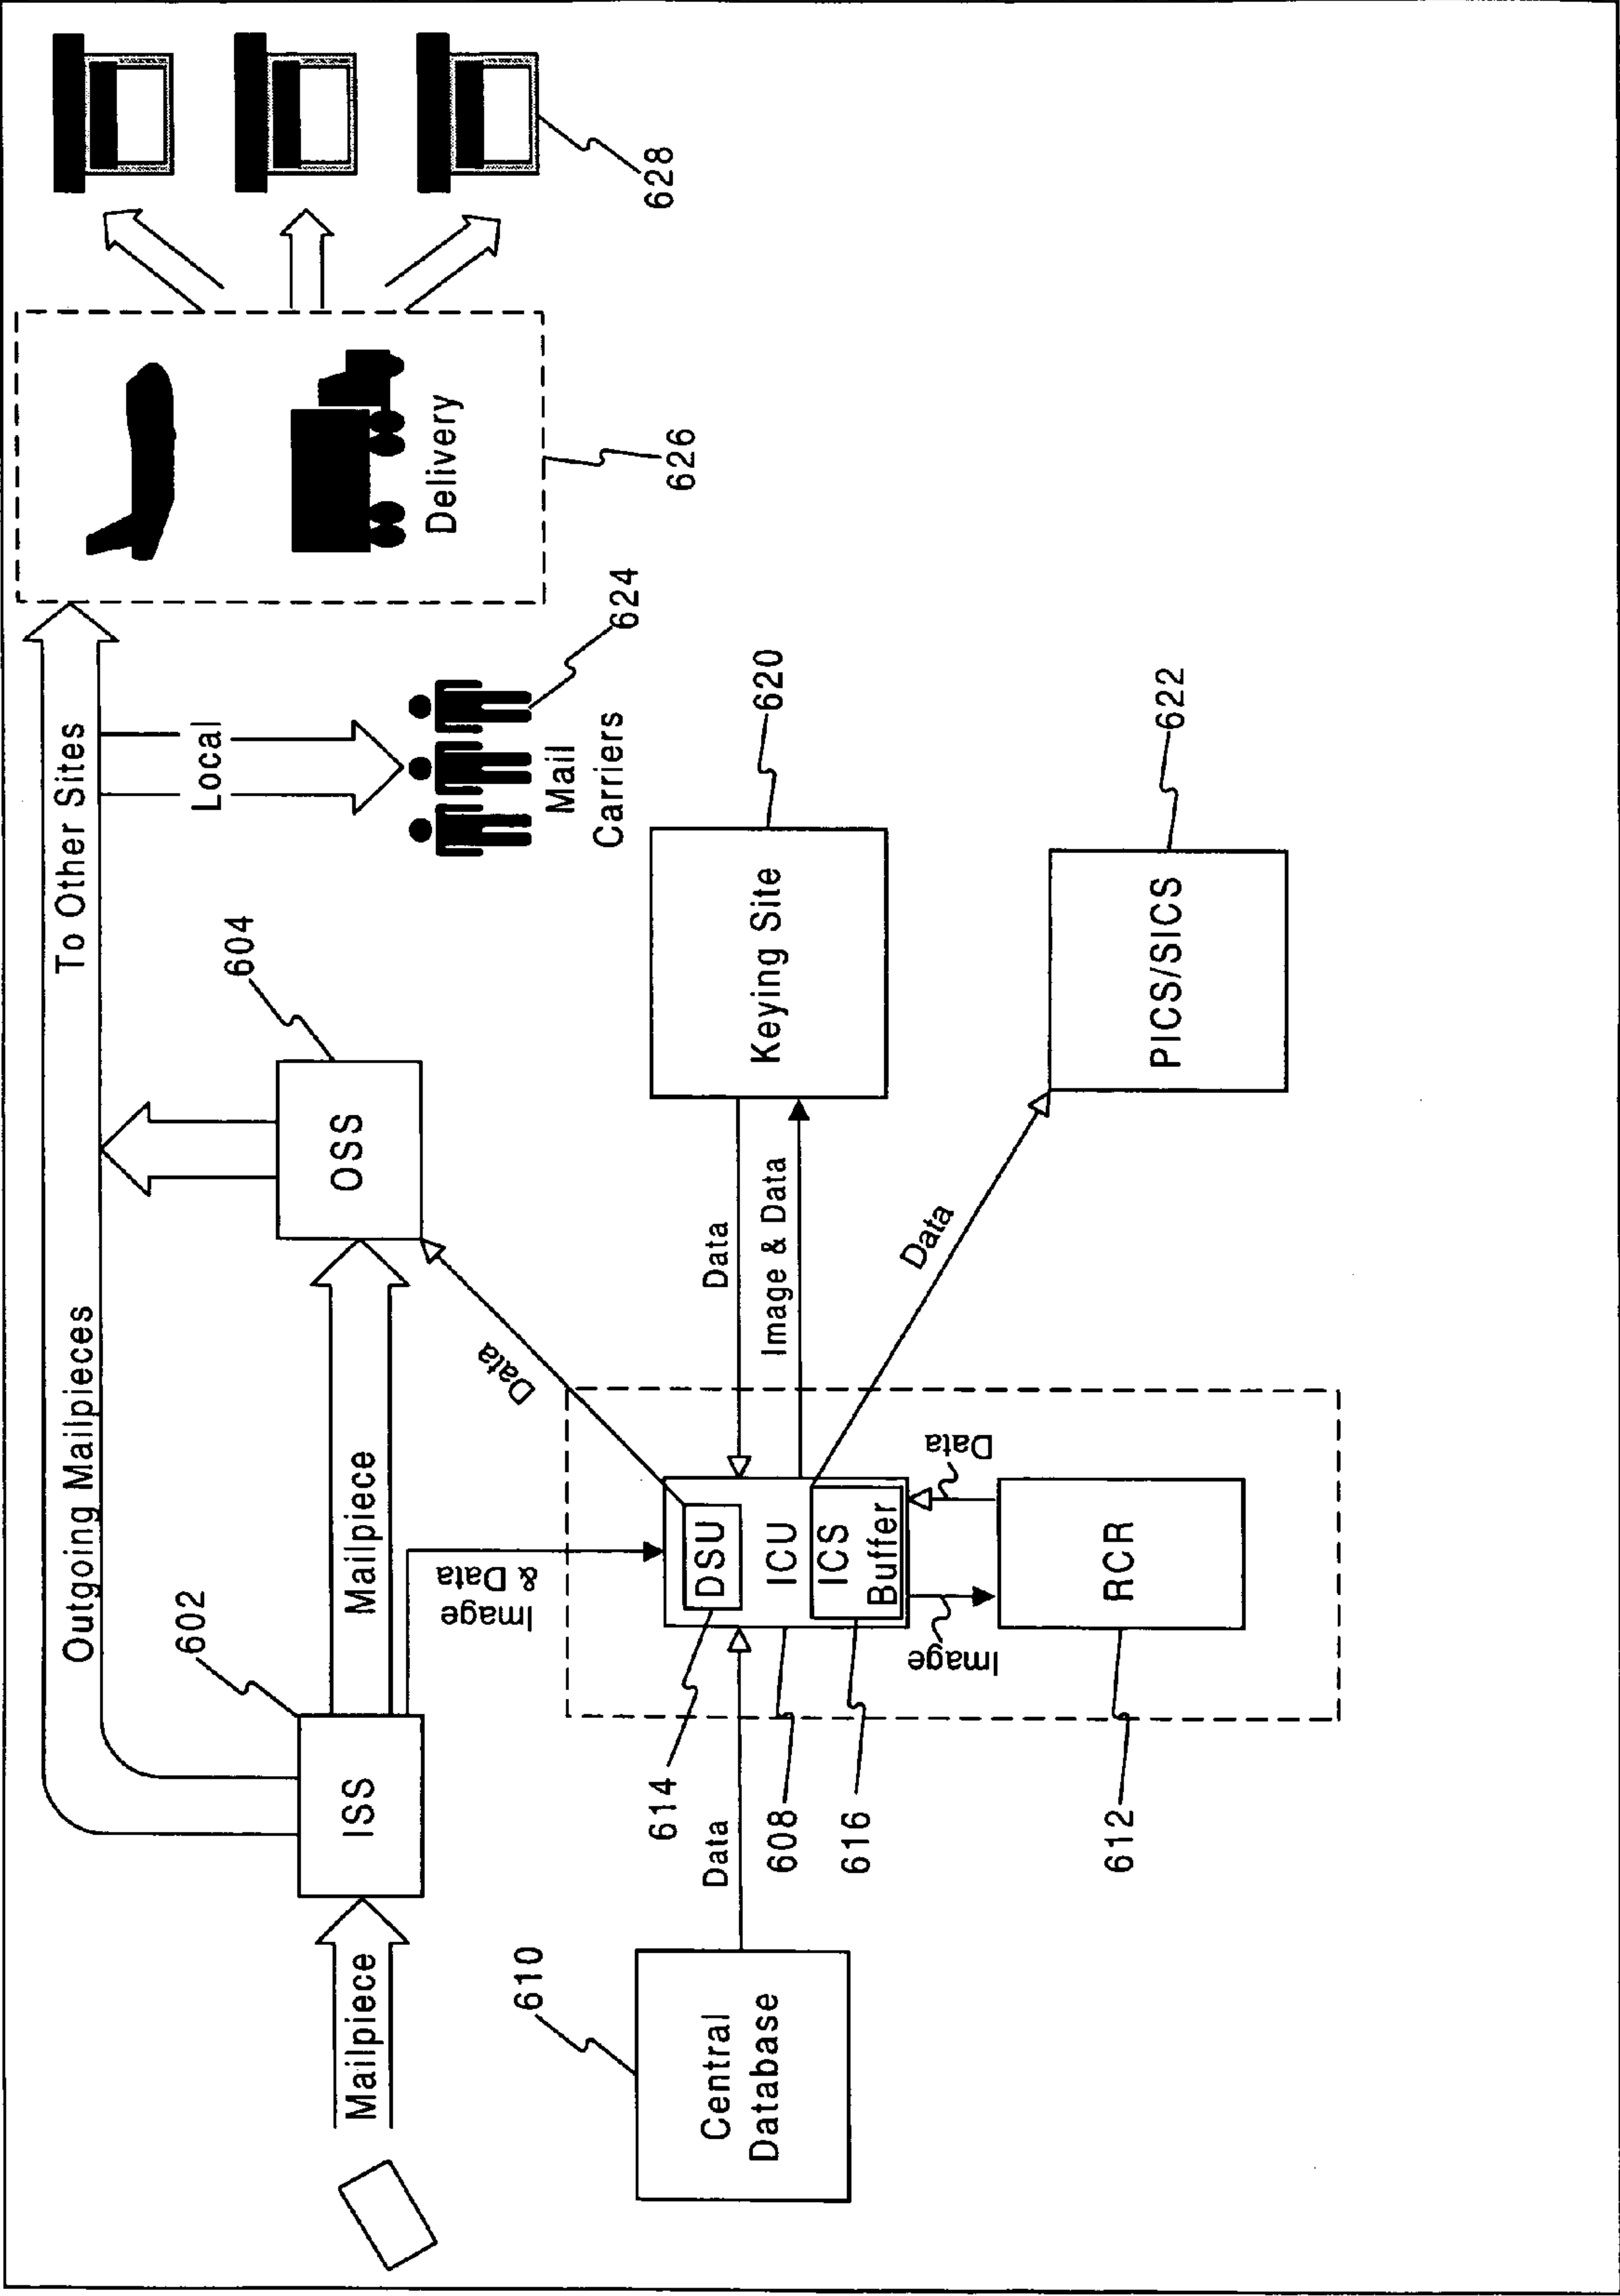 Outgoing Mailpieces
To Other Sites
602
604
Local
Mailpiece
ISS
Mailpiece
OSS
Mail
Carriers
624
Delivery
626
628
Image
& Data
Data
610
Central
Database
Data
614
608
616
612
DSU
ICU
ICS
Buffer
Data
Image & Data
Keying Site
620
Image
Data
RCR
Data
PICS/SICS
622